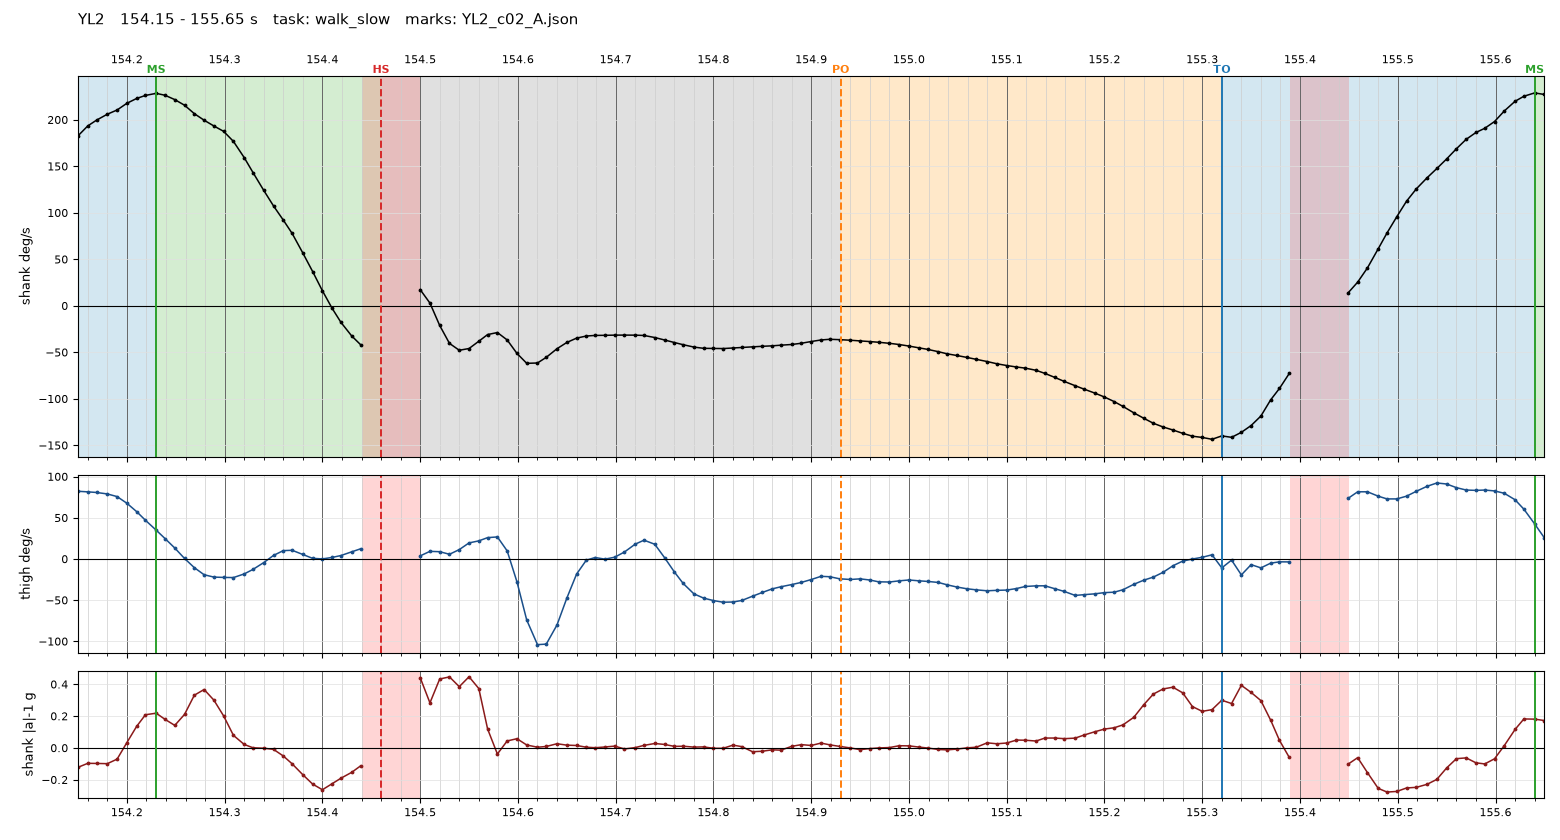 YL2   154.15 - 155.65 s   task: walk_slow   marks: YL2_c02_A.json
154.2 154.3 154.4 154.5 154.6 154.7 154.8 154.9 155.0 155.1 155.2 155.3 155.4 155.5 155.6
MS HS PO TO MS
shank deg/s
200
150
100
50
0
−50
−100
−150
thigh deg/s
100
50
0
−50
−100
shank |a|-1 g
0.4
0.2
0.0
−0.2
154.2 154.3 154.4 154.5 154.6 154.7 154.8 154.9 155.0 155.1 155.2 155.3 155.4 155.5 155.6